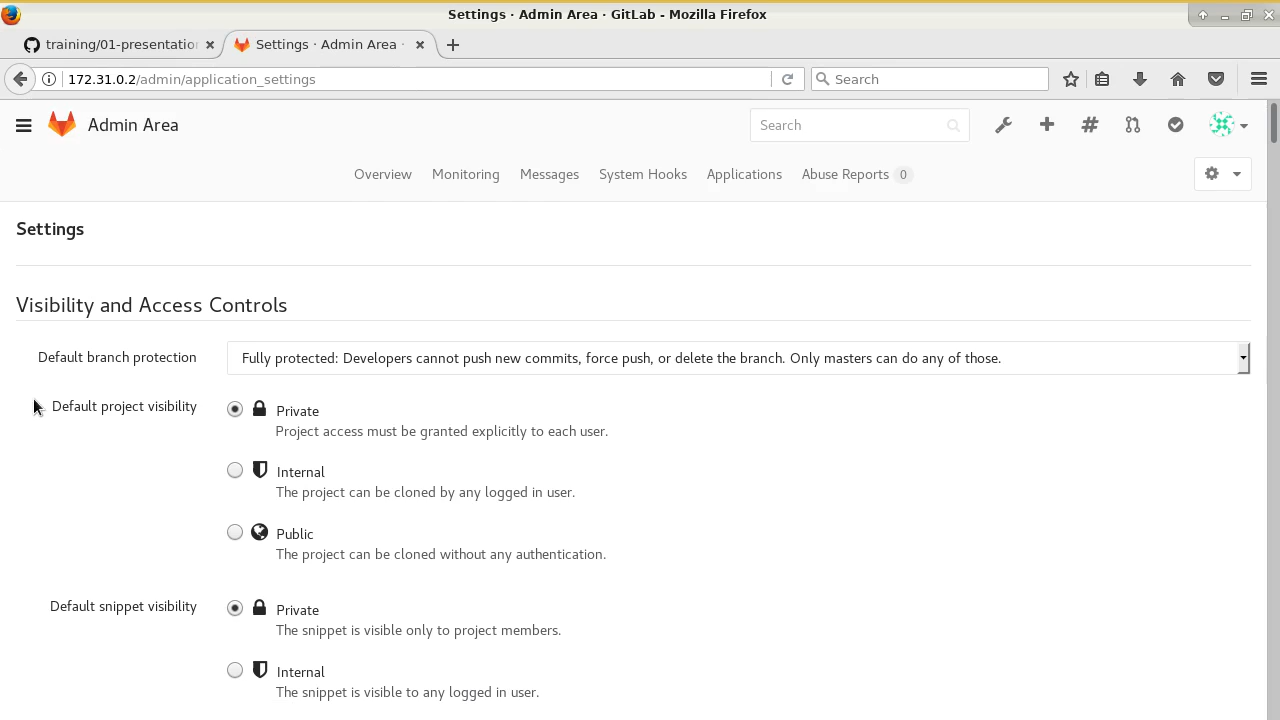 Settings · Admin Area · GitLab - Mozilla Firefox
training/01-presentation
Settings · Admin Area ·
172.31.0.2/admin/application_settings
Search
Admin Area
Search
Overview Monitoring Messages System Hooks Applications Abuse Reports 0
Settings
Visibility and Access Controls
Default branch protection
Fully protected: Developers cannot push new commits, force push, or delete the branch. Only masters can do any of those.
Default project visibility
Private
Project access must be granted explicitly to each user.
Internal
The project can be cloned by any logged in user.
Public
The project can be cloned without any authentication.
Default snippet visibility
Private
The snippet is visible only to project members.
Internal
The snippet is visible to any logged in user.